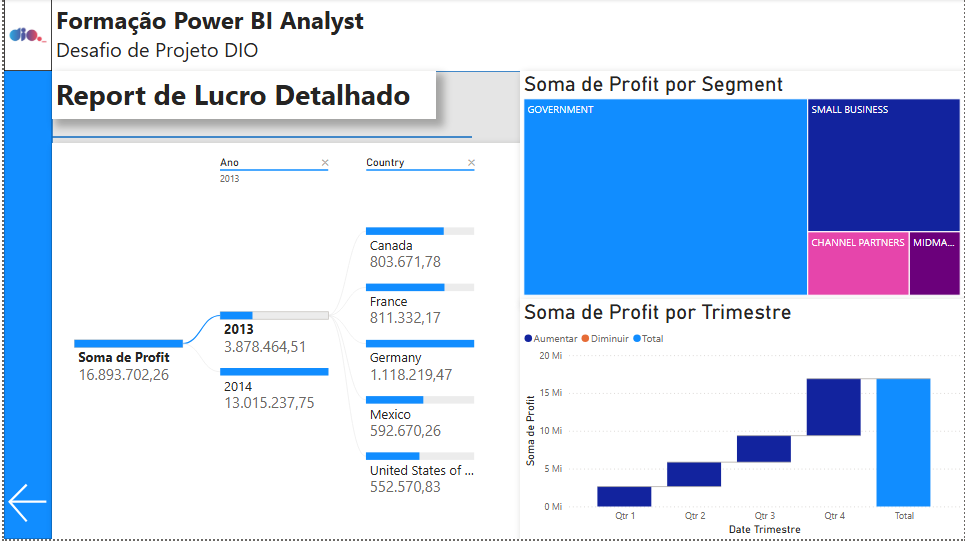 dio.
Formação Power BI Analyst
Desafio de Projeto DIO
Report de Lucro Detalhado
Ano
2013
Country
Soma de Profit
16.893.702,26
2013
3.878.464,51
2014
13.015.237,75
Canada
803.671,78
France
811.332,17
Germany
1.118.219,47
Mexico
592.670,26
United States of ...
552.570,83
Soma de Profit por Segment
GOVERNMENT
SMALL BUSINESS
CHANNEL PARTNERS
MIDMA...
Soma de Profit por Trimestre
Aumentar Diminuir Total
Soma de Profit
20 Mi
15 Mi
10 Mi
5 Mi
0 Mi
Qtr 1 Qtr 2 Qtr 3 Qtr 4 Total
Date Trimestre